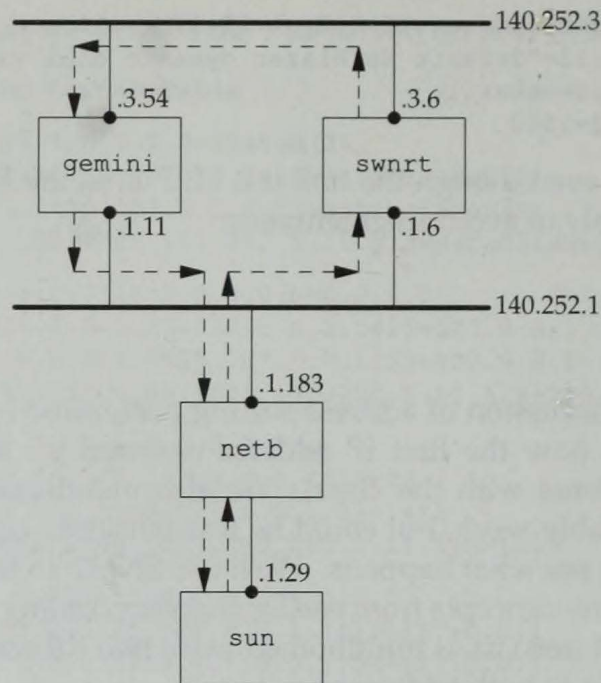 140.252.3
.3.54
.3.6
gemini
swnrt
.1.11
.1.6
140.252.1
.1.183
netb
.1.29
sun